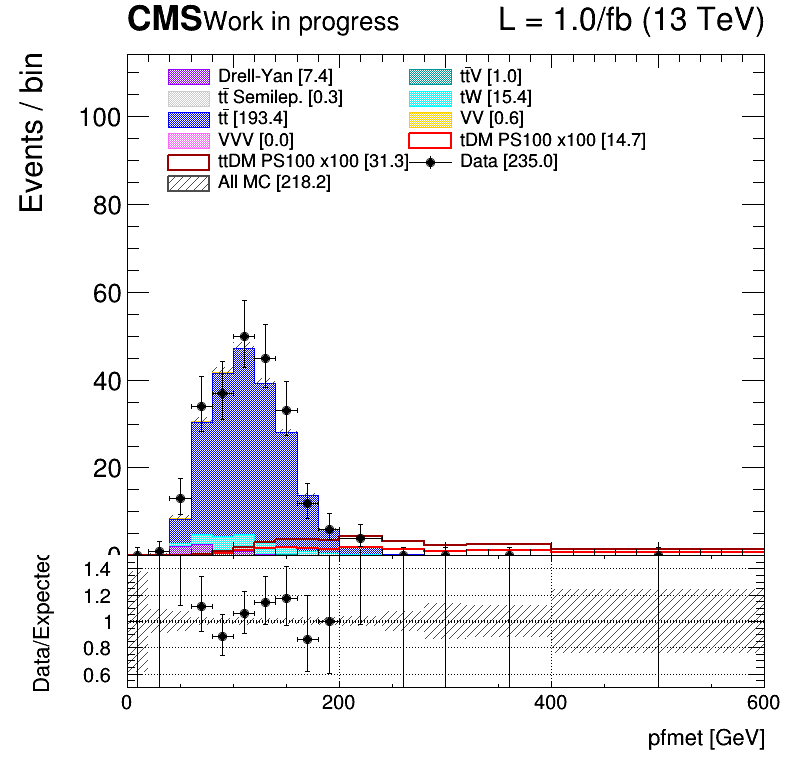 CMS Work in progress L = 1.0/fb (13 TeV)
Events / bin
Drell-Yan [7.4] tt̄V [1.0]
tt̄ Semilep. [0.3] tW [15.4]
tt̄ [193.4] VV [0.6]
VVV [0.0] tDM PS100 x100 [14.7]
ttDM PS100 x100 [31.3] Data [235.0]
All MC [218.2]
100
80
60
40
20
0
Data/Expected
1.4
1.2
1
0.8
0.6
0 200 400 600
pfmet [GeV]